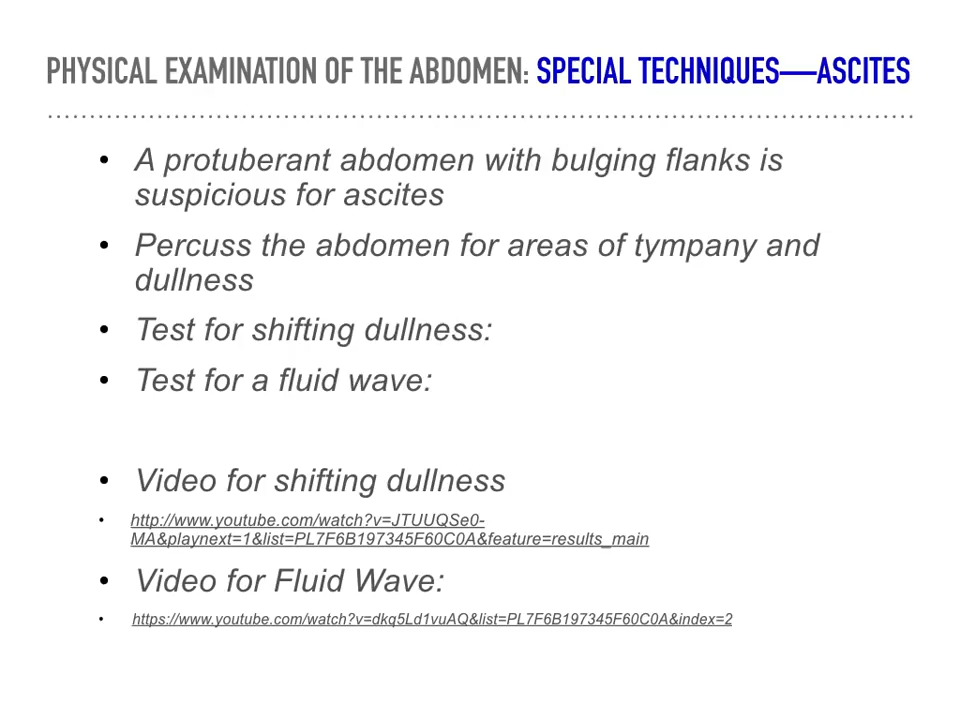 PHYSICAL EXAMINATION OF THE ABDOMEN: SPECIAL TECHNIQUES—ASCITES
• A protuberant abdomen with bulging flanks is
suspicious for ascites
• Percuss the abdomen for areas of tympany and
dullness
• Test for shifting dullness:
• Test for a fluid wave:
• Video for shifting dullness
• http://www.youtube.com/watch?v=JTUUQSe0-
MA&playnext=1&list=PL7F6B197345F60C0A&feature=results_main
• Video for Fluid Wave:
• https://www.youtube.com/watch?v=dkq5Ld1vuAQ&list=PL7F6B197345F60C0A&index=2